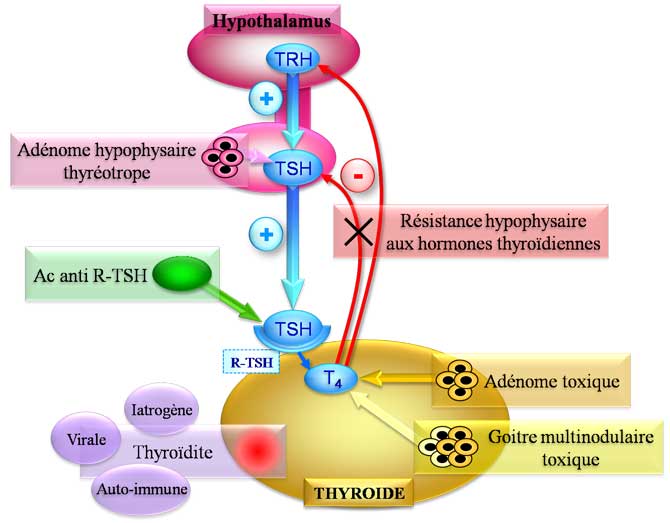 Hypothalamus
TRH
+
Adénome hypophysaire
thyréotrope
TSH
-
+
Résistance hypophysaire
aux hormones thyroïdiennes
Ac anti R-TSH
TSH
R-TSH
T4
Adénome toxique
Iatrogène
Virale
Thyroïdite
Auto-immune
Goitre multinodulaire
toxique
THYROIDE